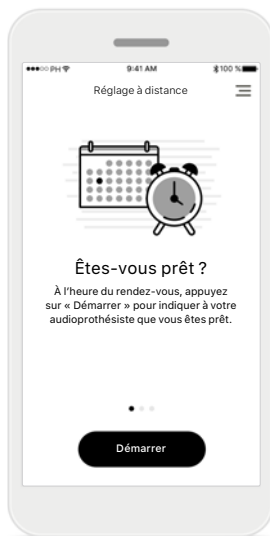 ●●●○○ PH 9:41 AM 100 %
Réglage à distance
Êtes-vous prêt ?
À l’heure du rendez-vous, appuyez
sur « Démarrer » pour indiquer à votre
audioprothésiste que vous êtes prêt.
Démarrer